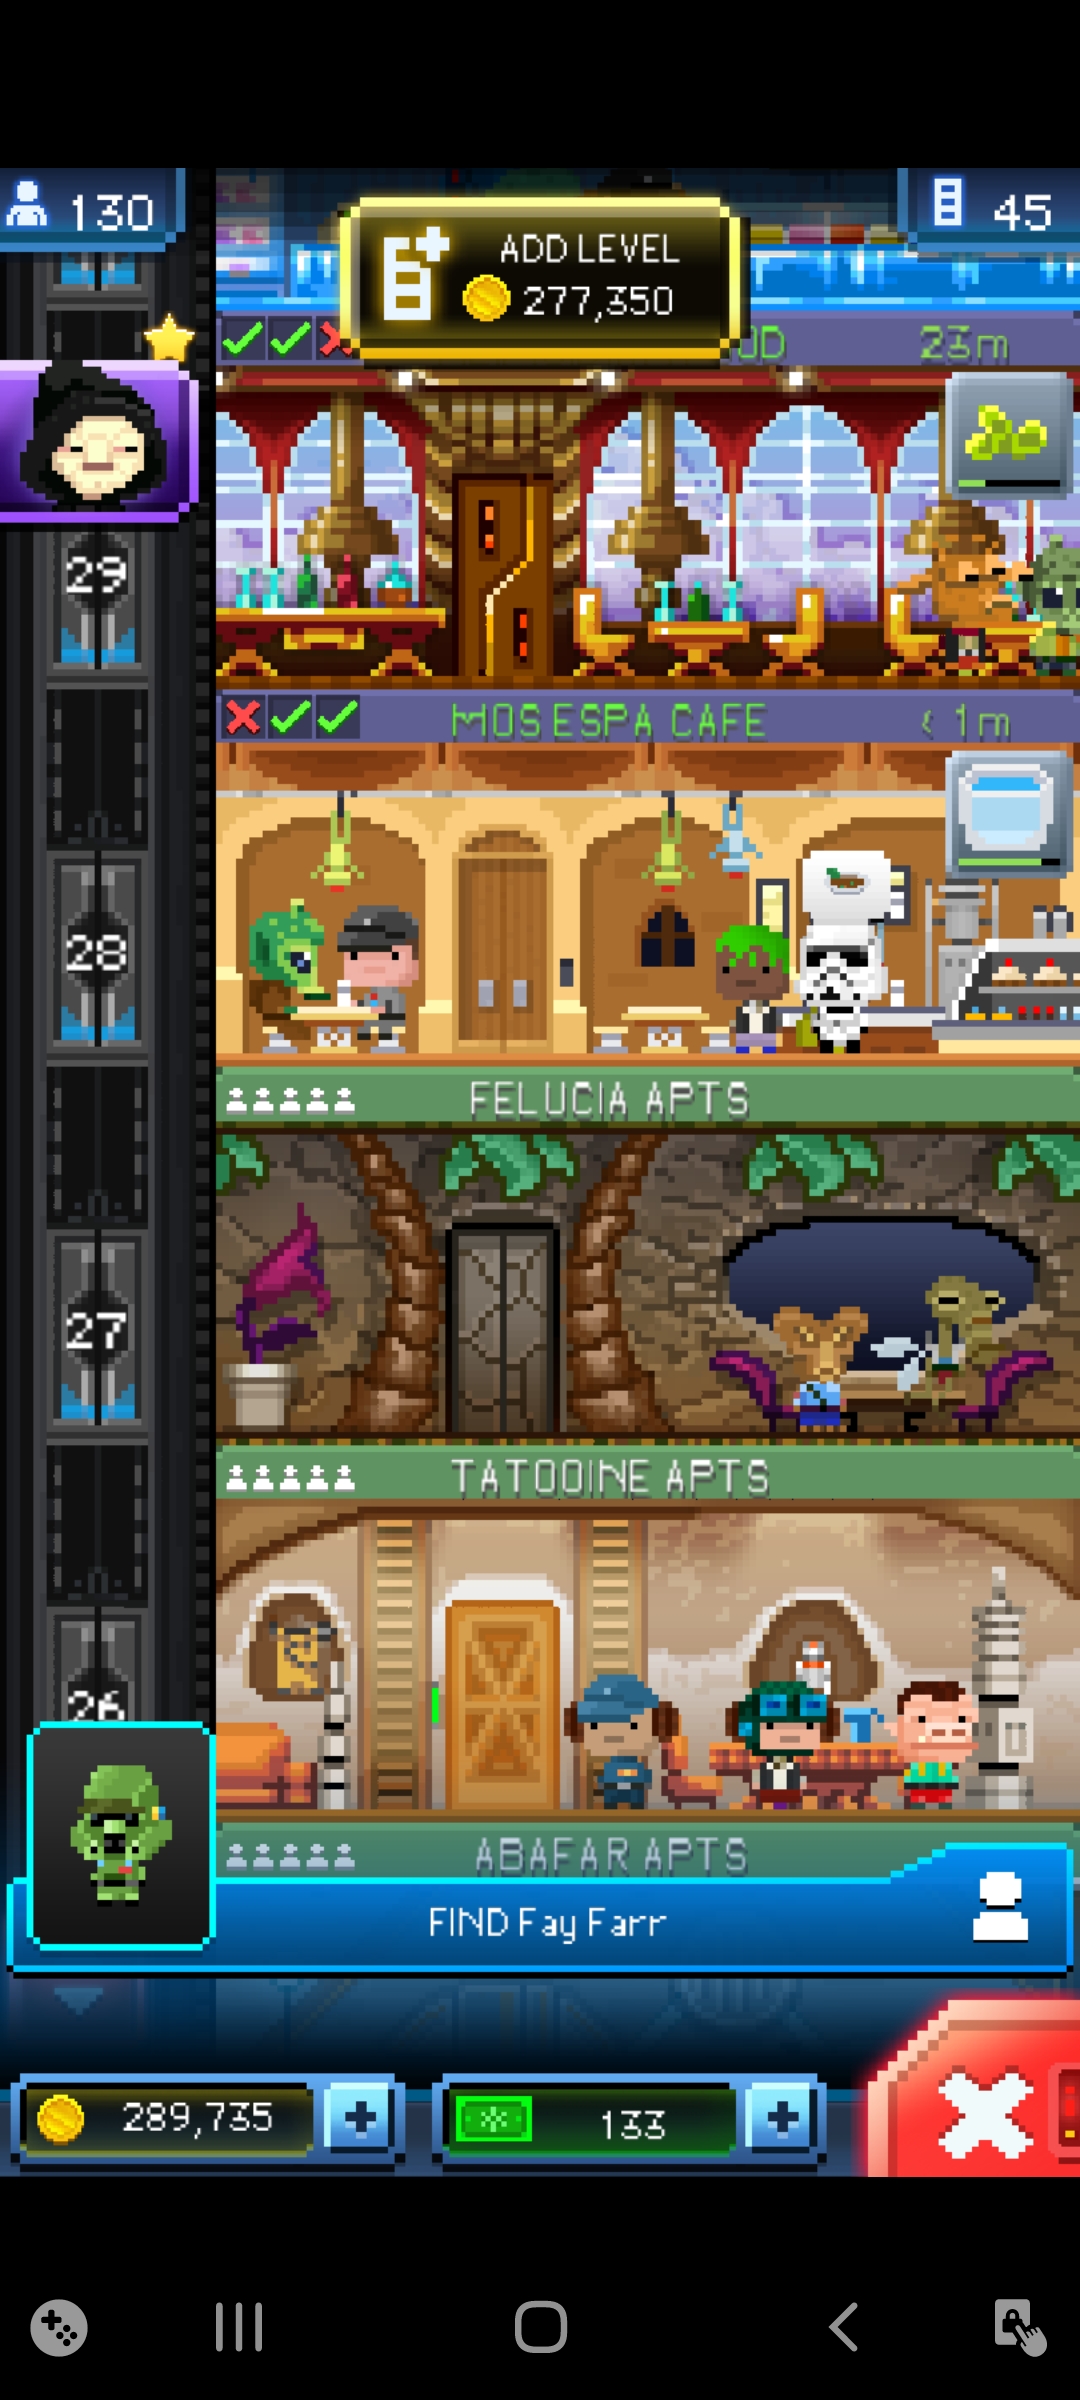 130
ADD LEVEL
277,350
45
23m
29
MOS ESPA CAFE
< 1m
28
FELUCIA APTS
27
TATOOINE APTS
26
ABAFAR APTS
FIND Fay Farr
289,735
133